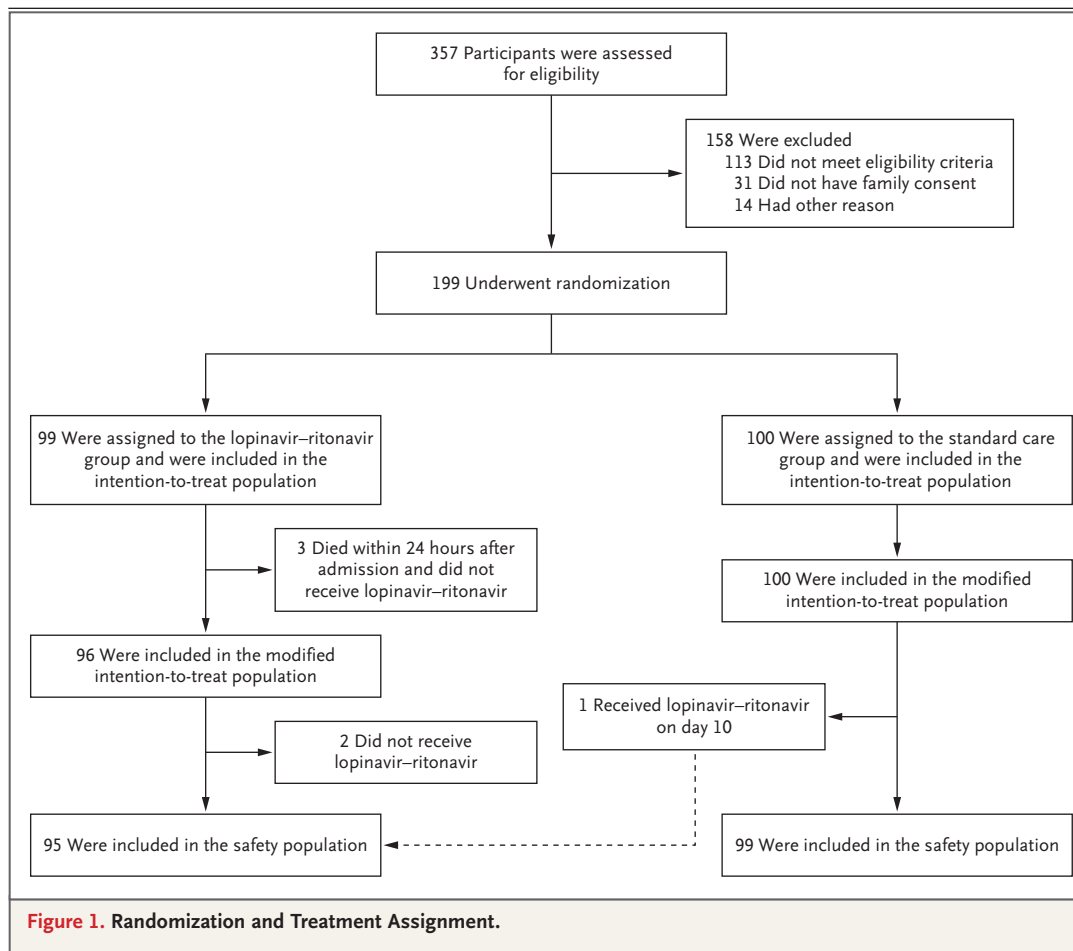 357 Participants were assessed
for eligibility
158 Were excluded
113 Did not meet eligibility criteria
31 Did not have family consent
14 Had other reason
199 Underwent randomization
99 Were assigned to the lopinavir–ritonavir
group and were included in the
intention-to-treat population
100 Were assigned to the standard care
group and were included in the
intention-to-treat population
3 Died within 24 hours after
admission and did not
receive lopinavir–ritonavir
100 Were included in the modified
intention-to-treat population
96 Were included in the modified
intention-to-treat population
1 Received lopinavir–ritonavir
on day 10
2 Did not receive
lopinavir–ritonavir
95 Were included in the safety population
99 Were included in the safety population
Figure 1. Randomization and Treatment Assignment.